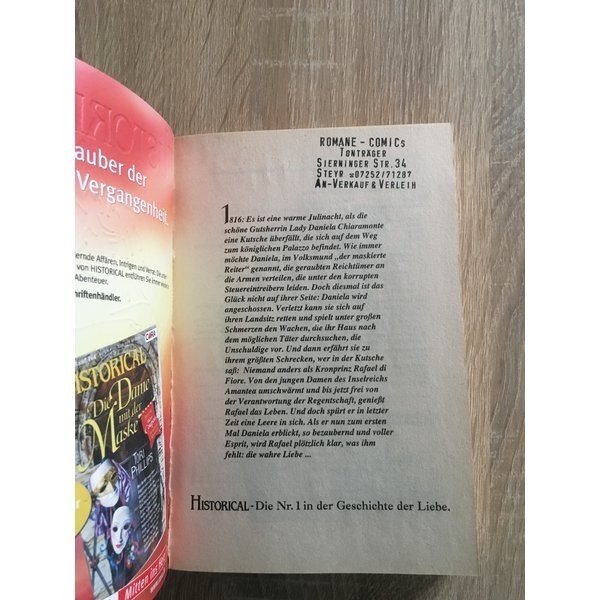 STORI
auber der
Vergangenheit.
ernde Affären, Intrigen und Verrat. Die
von HISTORICAL entführen Sie immer wieder
Abenteuer.
hriftenhändler.
CORA
HISTORICAL
Die Dame
mit der
Maske
TORI
PHILLIPS
Mitten ins
ROMANE - COMICS
TONTRÄGER
SIERNINGER STR. 34
STEYR ☎07252/71287
AN-VERKAUF & VERLEIH
1816: Es ist eine warme Julinacht, als die
schöne Gutsherrin Lady Daniela Chiaramonte
eine Kutsche überfällt, die sich auf dem Weg
zum königlichen Palazzo befindet. Wie immer
möchte Daniela, im Volksmund „der maskierte
Reiter“ genannt, die geraubten Reichtümer an
die Armen verteilen, die unter den korrupten
Steuereintreibern leiden. Doch diesmal ist das
Glück nicht auf ihrer Seite: Daniela wird
angeschossen. Verletzt kann sie sich auf
ihren Landsitz retten und spielt unter großen
Schmerzen den Wachen, die ihr Haus nach
dem möglichen Täter durchsuchen, die
Unschuldige vor. Und dann erfährt sie zu
ihrem größten Schrecken, wer in der Kutsche
saß: Niemand anders als Kronprinz Rafael di
Fiore. Von den jungen Damen des Inselreichs
Amantea umschwärmt und bis jetzt frei von
der Verantwortung der Regentschaft, genießt
Rafael das Leben. Und doch spürt er in letzter
Zeit eine Leere in sich. Als er nun zum ersten
Mal Daniela erblickt, so bezaubernd und voller
Esprit, wird Rafael plötzlich klar, was ihm
fehlt: die wahre Liebe ...
HISTORICAL - Die Nr. 1 in der Geschichte der Liebe.